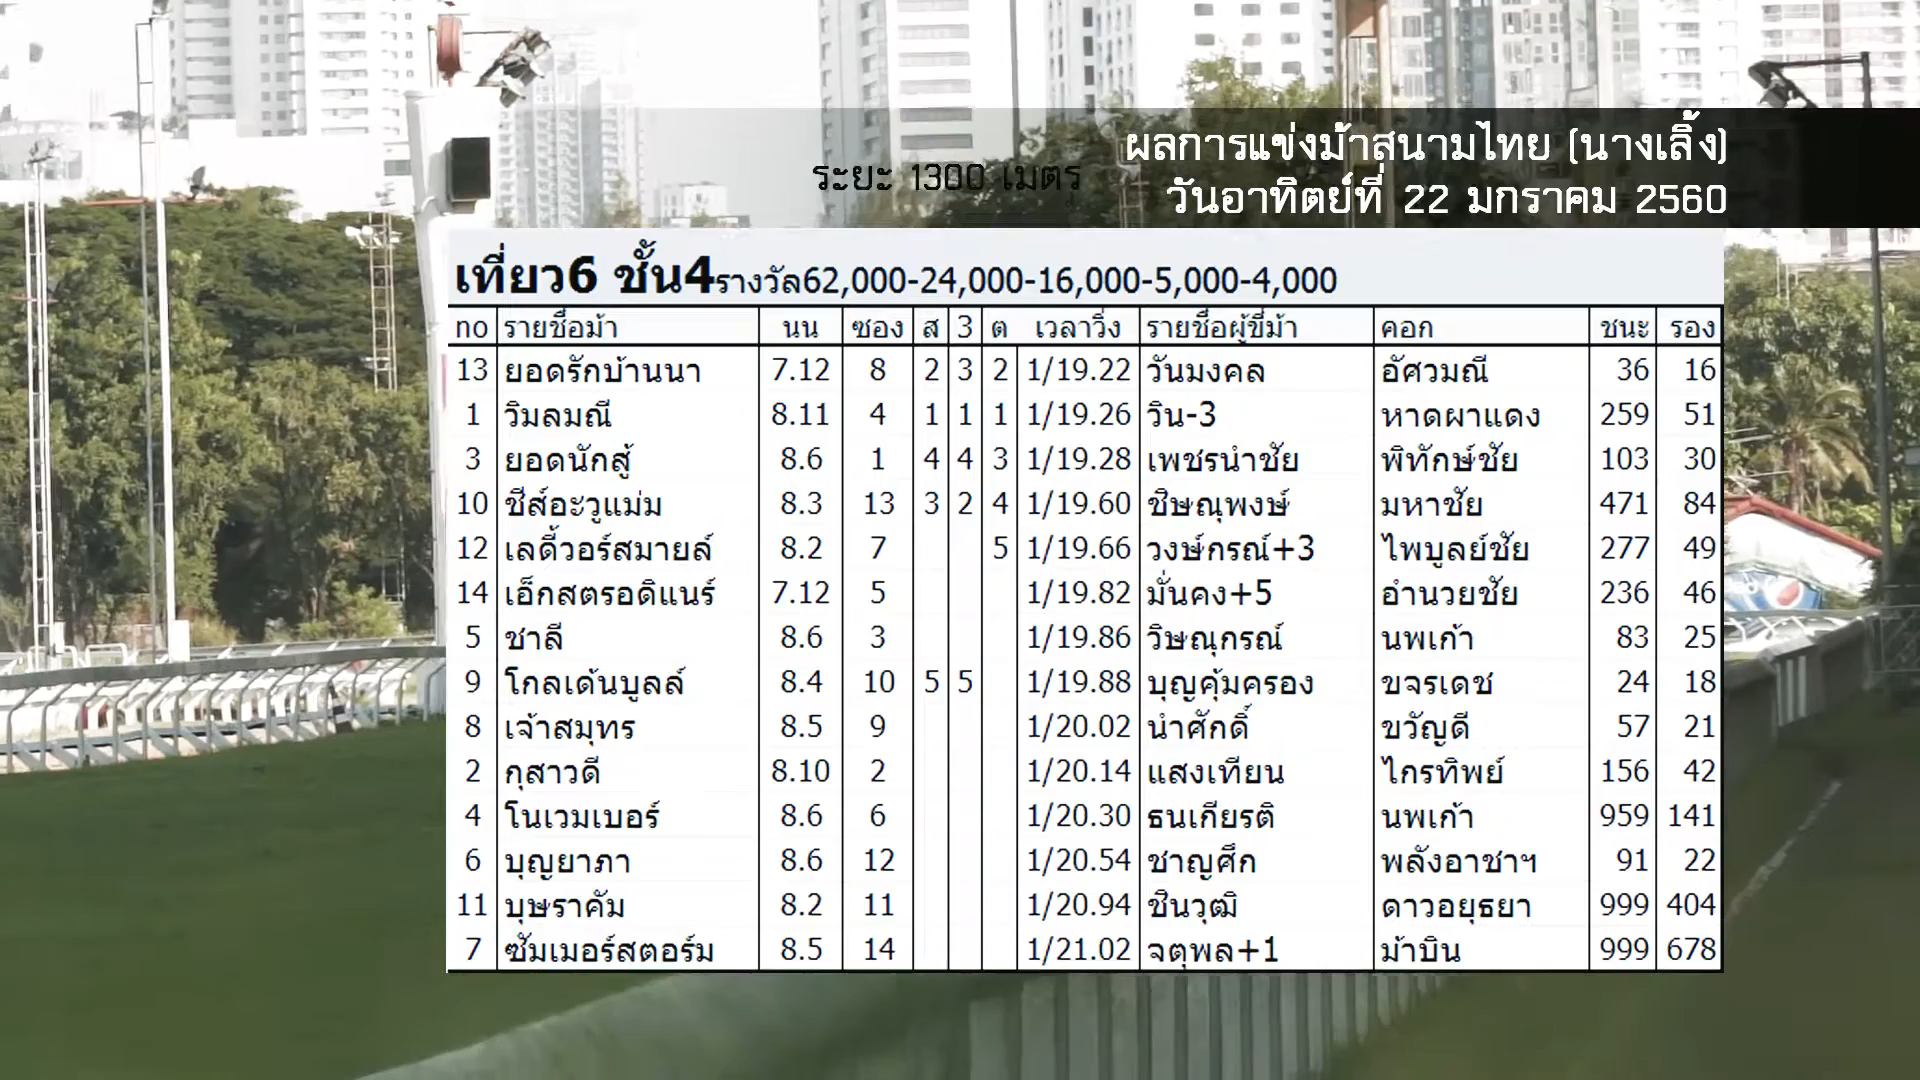 ผลการแข่งม้าสนามไทย (นางเลิ้ง)
ระยะ 1300 เมตร
วันอาทิตย์ที่ 22 มกราคม 2560
เที่ยว6 ชั้น4รางวัล62,000-24,000-16,000-5,000-4,000
no รายชื่อม้า นน ซอง ส 3 ต เวลาวิ่ง รายชื่อผู้ขี่ม้า คอก ชนะ รอง
13 ยอดรักบ้านนา 7.12 8 2 3 2 1/19.22 วันมงคล อัศวมณี 36 16
1 วิมลมณี 8.11 4 1 1 1 1/19.26 วิน-3 หาดผาแดง 259 51
3 ยอดนักสู้ 8.6 1 4 4 3 1/19.28 เพชรนำชัย พิทักษ์ชัย 103 30
10 ชีส์อะวูแม่ม 8.3 13 3 2 4 1/19.60 ชิษณุพงษ์ มหาชัย 471 84
12 เลดี้วอร์สมายล์ 8.2 7 5 1/19.66 วงษ์กรณ์+3 ไพบูลย์ชัย 277 49
14 เอ็กสตรอดิแนร์ 7.12 5 1/19.82 มั่นคง+5 อำนวยชัย 236 46
5 ชาลี 8.6 3 1/19.86 วิษณุกรณ์ นพเก้า 83 25
9 โกลเด้นบูลล์ 8.4 10 5 5 1/19.88 บุญคุ้มครอง ขจรเดช 24 18
8 เจ้าสมุทร 8.5 9 1/20.02 นำศักดิ์ ขวัญดี 57 21
2 กุสาวดี 8.10 2 1/20.14 แสงเทียน ไกรทิพย์ 156 42
4 โนเวมเบอร์ 8.6 6 1/20.30 ธนเกียรติ นพเก้า 959 141
6 บุญยาภา 8.6 12 1/20.54 ชาญศึก พลังอาชาฯ 91 22
11 บุษราคัม 8.2 11 1/20.94 ชินวุฒิ ดาวอยุธยา 999 404
7 ซัมเมอร์สตอร์ม 8.5 14 1/21.02 จตุพล+1 ม้าบิน 999 678